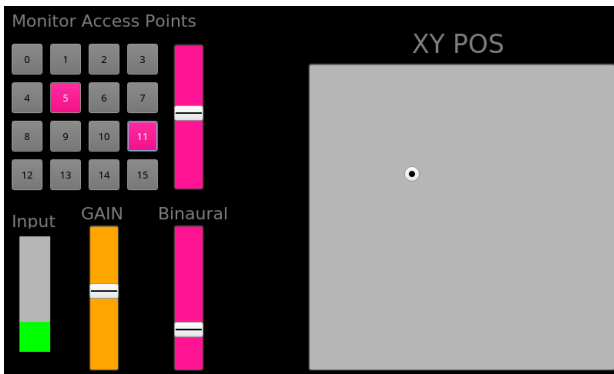 Monitor Access Points
XY POS
0 1 2 3
4 5 6 7
8 9 10 11
12 13 14 15
Input GAIN Binaural